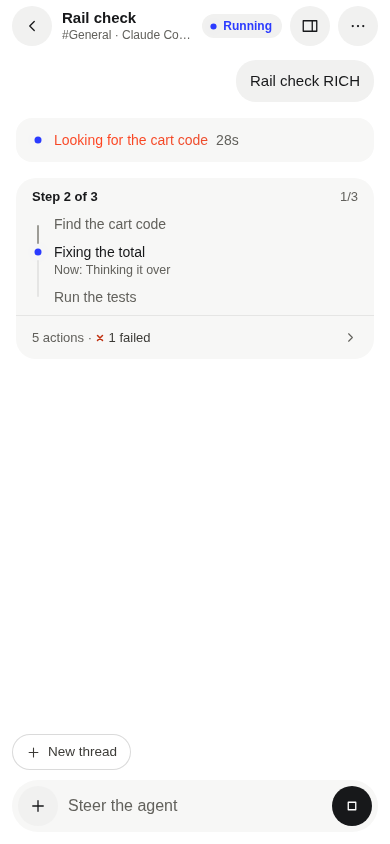 Rail check
#General · Claude Co...
Running
Rail check RICH
Looking for the cart code 28s
Step 2 of 3 1/3
Find the cart code
Fixing the total
Now: Thinking it over
Run the tests
5 actions · × 1 failed
New thread
Steer the agent